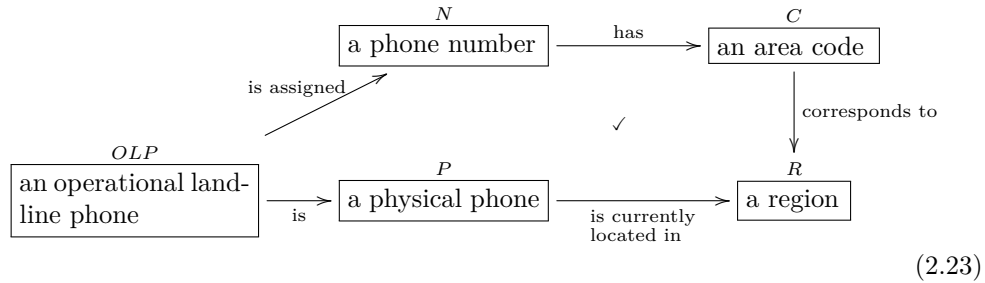 N
C
a phone number
has
an area code
is assigned
corresponds to
✓
OLP
P
R
an operational land-
line phone
is
a physical phone
is currently
located in
a region
(2.23)